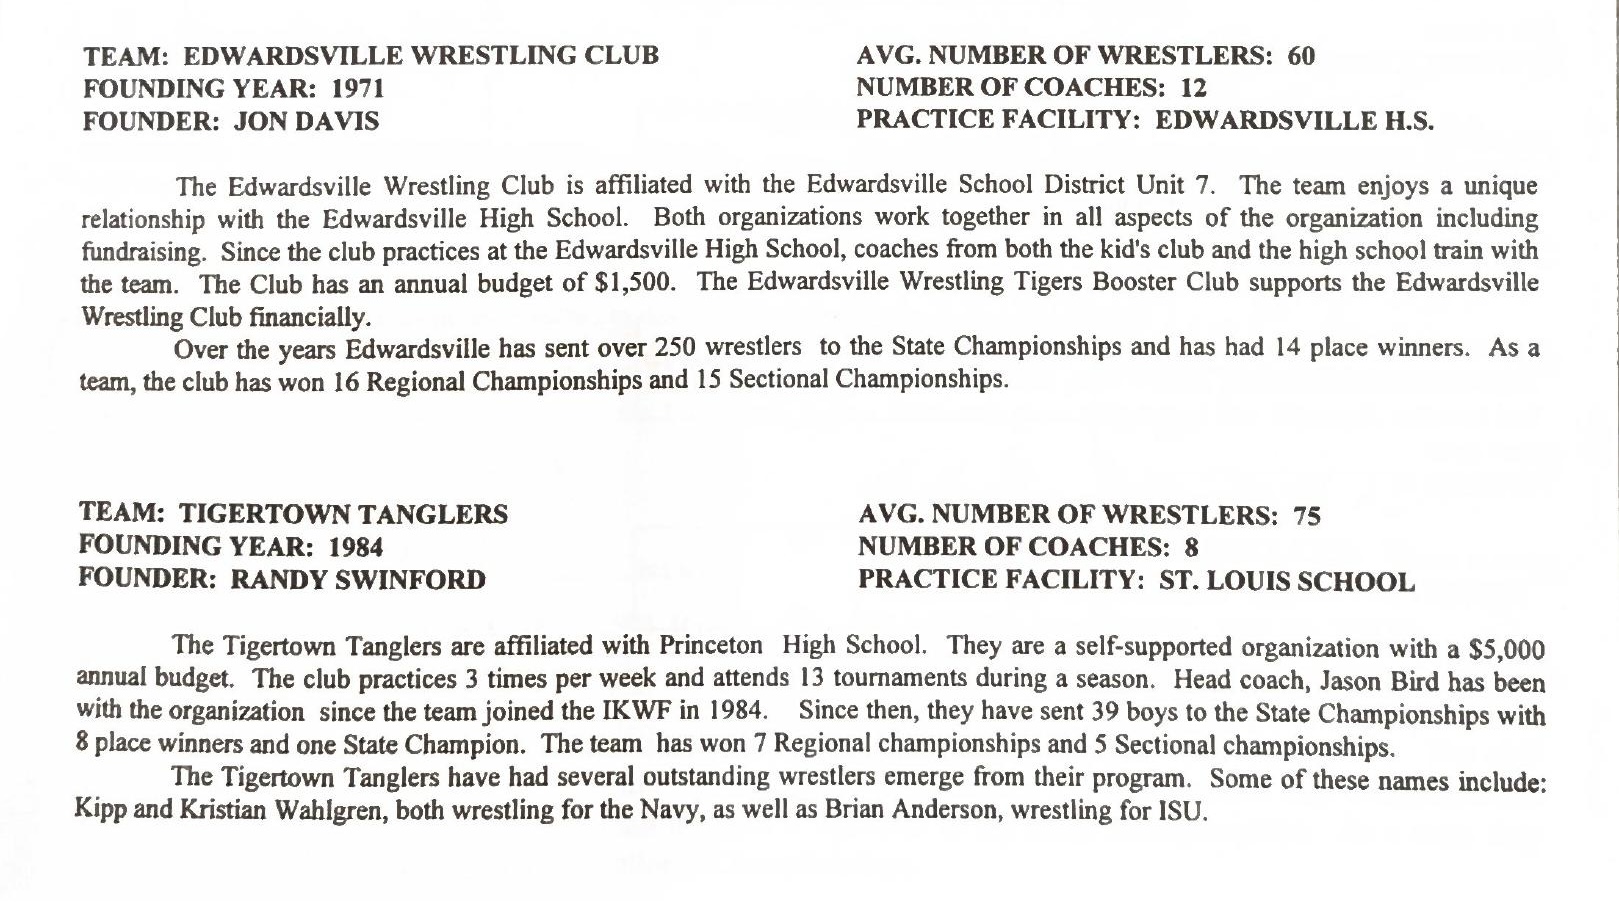 TEAM: EDWARDSVILLE WRESTLING CLUB
FOUNDING YEAR: 1971
FOUNDER: JON DAVIS
AVG. NUMBER OF WRESTLERS: 60
NUMBER OF COACHES: 12
PRACTICE FACILITY: EDWARDSVILLE H.S.
The Edwardsville Wrestling Club is affiliated with the Edwardsville School District Unit 7. The team enjoys a unique
relationship with the Edwardsville High School. Both organizations work together in all aspects of the organization including
fundraising. Since the club practices at the Edwardsville High School, coaches from both the kid's club and the high school train with
the team. The Club has an annual budget of $1,500. The Edwardsville Wrestling Tigers Booster Club supports the Edwardsville
Wrestling Club financially.
Over the years Edwardsville has sent over 250 wrestlers to the State Championships and has had 14 place winners. As a
team, the club has won 16 Regional Championships and 15 Sectional Championships.
TEAM: TIGERTOWN TANGLERS
FOUNDING YEAR: 1984
FOUNDER: RANDY SWINFORD
AVG. NUMBER OF WRESTLERS: 75
NUMBER OF COACHES: 8
PRACTICE FACILITY: ST. LOUIS SCHOOL
The Tigertown Tanglers are affiliated with Princeton High School. They are a self-supported organization with a $5,000
annual budget. The club practices 3 times per week and attends 13 tournaments during a season. Head coach, Jason Bird has been
with the organization since the team joined the IKWF in 1984. Since then, they have sent 39 boys to the State Championships with
8 place winners and one State Champion. The team has won 7 Regional championships and 5 Sectional championships.
The Tigertown Tanglers have had several outstanding wrestlers emerge from their program. Some of these names include:
Kipp and Kristian Wahlgren, both wrestling for the Navy, as well as Brian Anderson, wrestling for ISU.